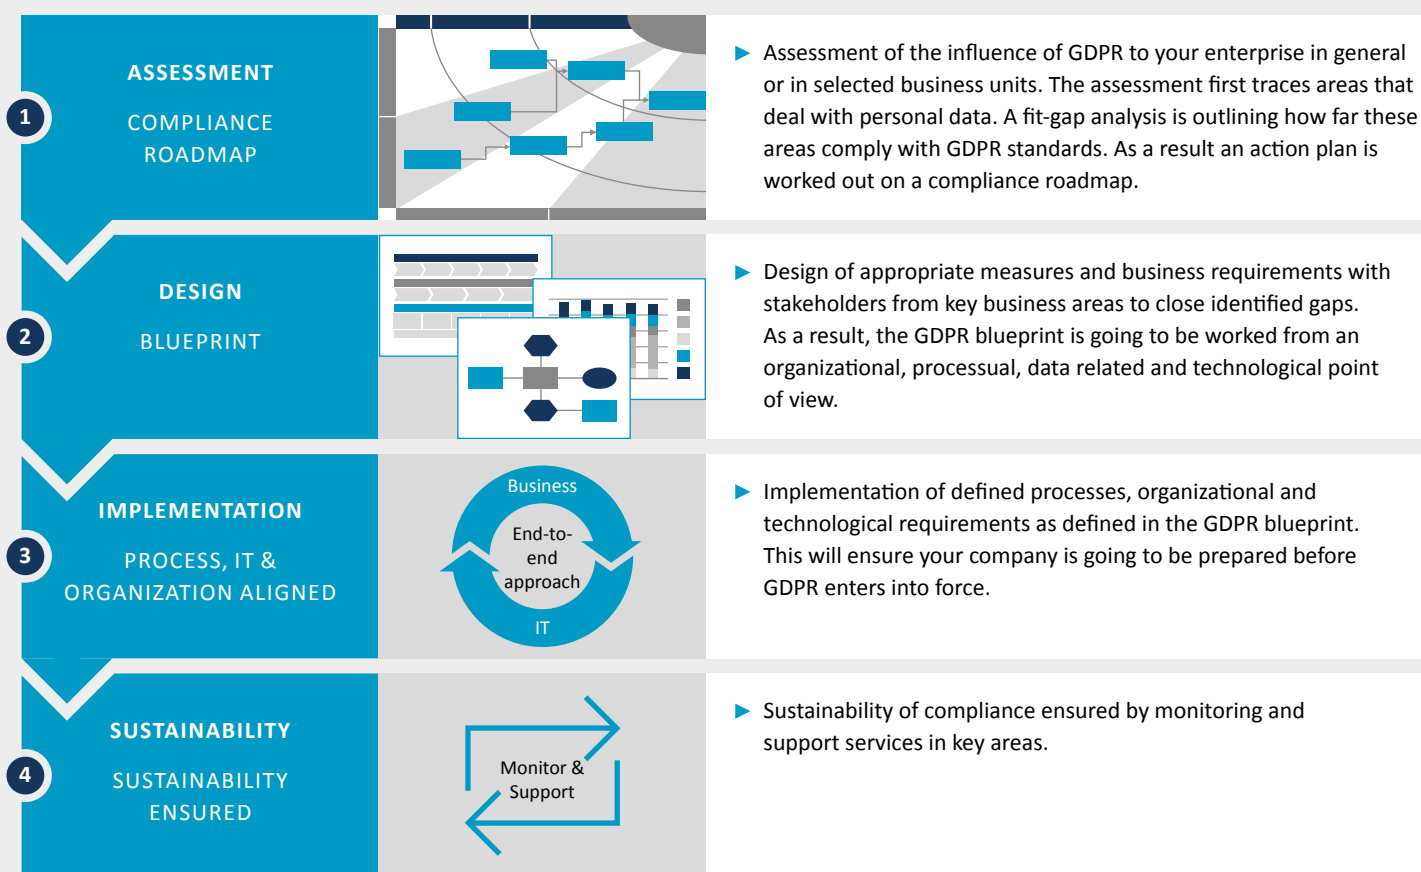 1
ASSESSMENT
COMPLIANCE
ROADMAP
► Assessment of the influence of GDPR to your enterprise in general
or in selected business units. The assessment first traces areas that
deal with personal data. A fit-gap analysis is outlining how far these
areas comply with GDPR standards. As a result an action plan is
worked out on a compliance roadmap.
2
DESIGN
BLUEPRINT
► Design of appropriate measures and business requirements with
stakeholders from key business areas to close identified gaps.
As a result, the GDPR blueprint is going to be worked from an
organizational, processual, data related and technological point
of view.
3
IMPLEMENTATION
PROCESS, IT &
ORGANIZATION ALIGNED
Business
End-to-
end
approach
IT
► Implementation of defined processes, organizational and
technological requirements as defined in the GDPR blueprint.
This will ensure your company is going to be prepared before
GDPR enters into force.
4
SUSTAINABILITY
SUSTAINABILITY
ENSURED
Monitor &
Support
► Sustainability of compliance ensured by monitoring and
support services in key areas.